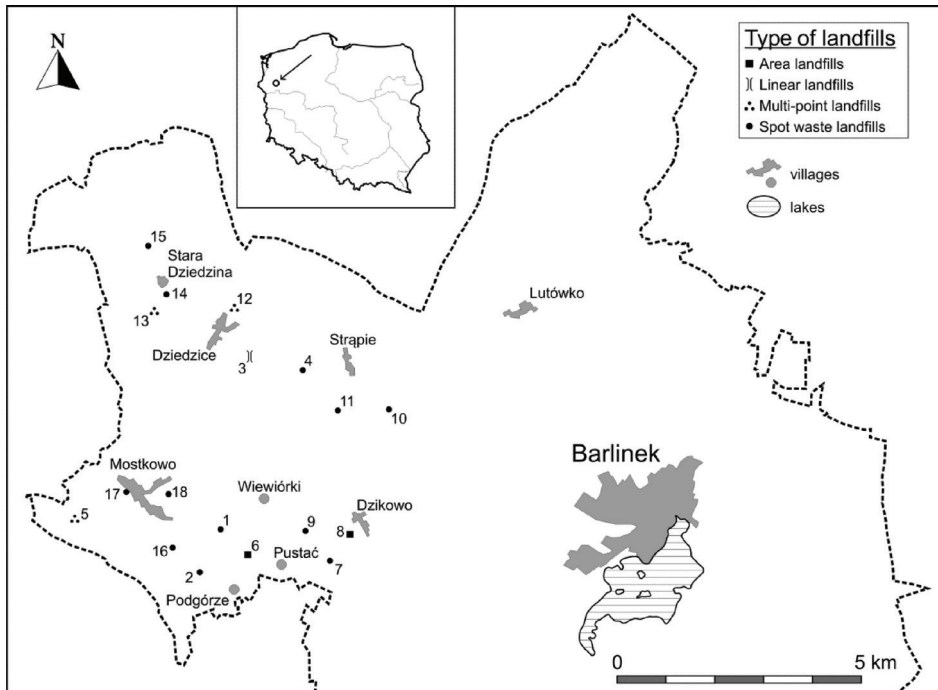 N
Type of landfills
Area landfills
Linear landfills
Multi-point landfills
Spot waste landfills
villages
lakes
15
Stara
Dziedzina
14
13
12
Dziedzice
3
4
Strąpie
Lutówko
11
10
Mostkowo
17
18
5
Wiewiórki
Dzikowo
Barlinek
1
9
8
16
6
Pustać
7
2
Podgórze
0
5 km